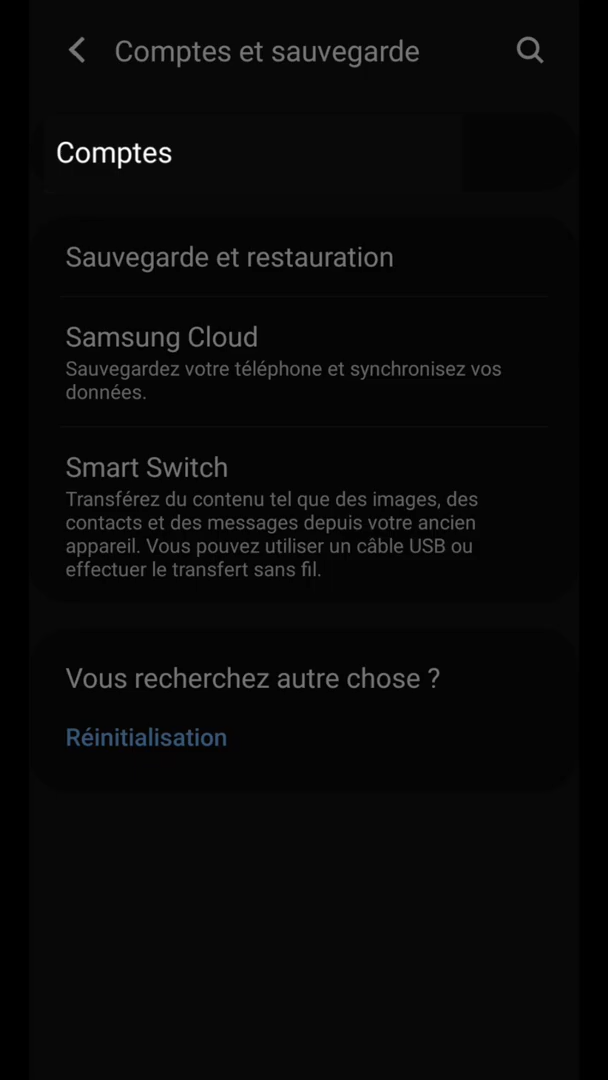 Comptes et sauvegarde
Comptes
Sauvegarde et restauration
Samsung Cloud
Sauvegardez votre téléphone et synchronisez vos
données.
Smart Switch
Transférez du contenu tel que des images, des
contacts et des messages depuis votre ancien
appareil. Vous pouvez utiliser un câble USB ou
effectuer le transfert sans fil.
Vous recherchez autre chose ?
Réinitialisation